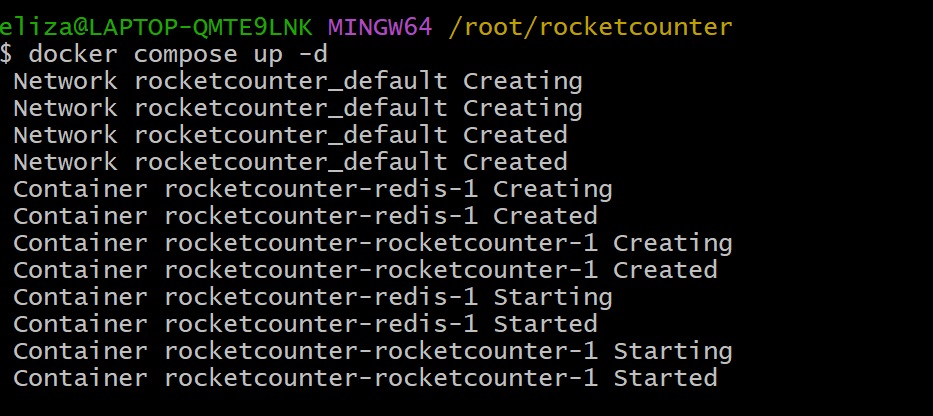 eliza@LAPTOP-QMTE9LNK MINGW64 /root/rocketcounter
$ docker compose up -d
Network rocketcounter_default Creating
Network rocketcounter_default Creating
Network rocketcounter_default Created
Network rocketcounter_default Created
Container rocketcounter-redis-1 Creating
Container rocketcounter-redis-1 Created
Container rocketcounter-rocketcounter-1 Creating
Container rocketcounter-rocketcounter-1 Created
Container rocketcounter-redis-1 Starting
Container rocketcounter-redis-1 Started
Container rocketcounter-rocketcounter-1 Starting
Container rocketcounter-rocketcounter-1 Started